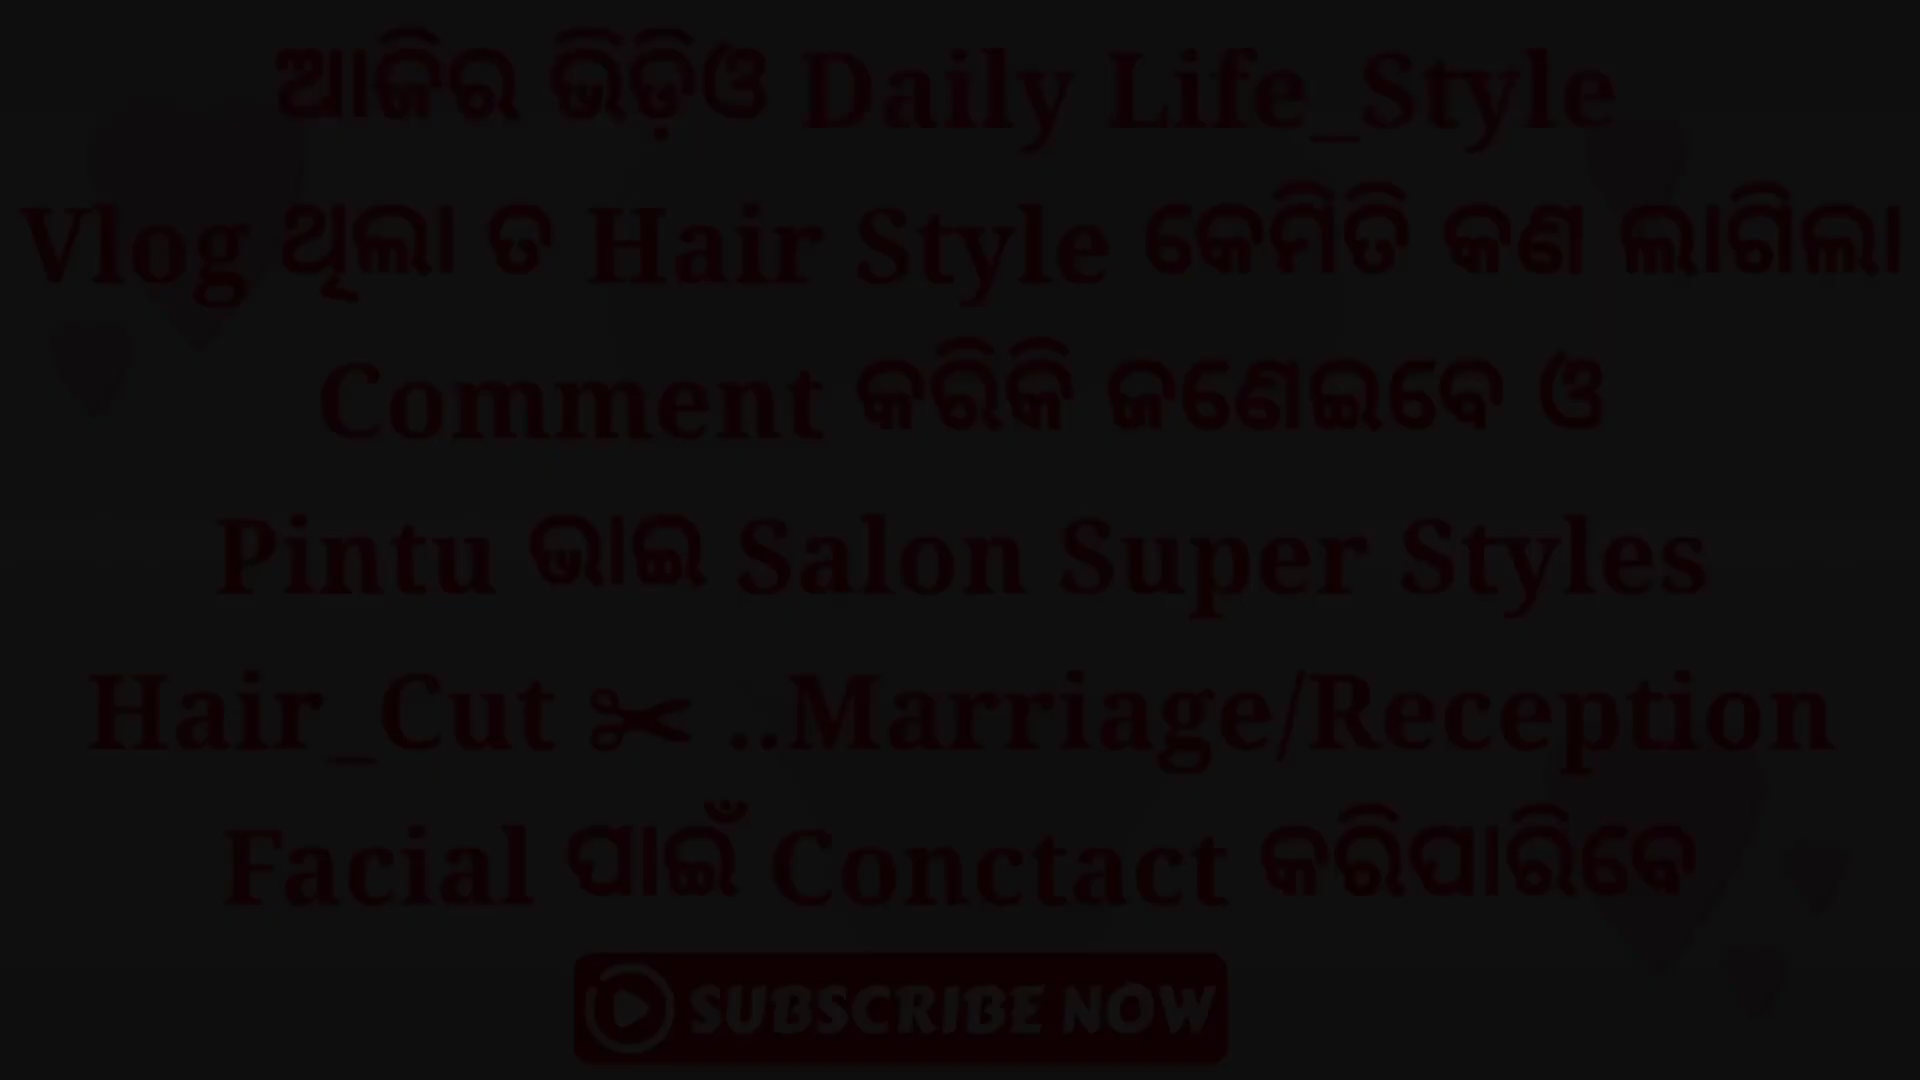 ଆଜିର ଭିଡ଼ିଓ Daily Life_Style
Vlog ଥିଲା ତ Hair Style କେମିତି କଣ ଲାଗିଲା
Comment କରିକି ଜଣେଇବେ ଓ
Pintu ଭାଇ Salon Super Styles
Hair_Cut ✂ ..Marriage/Reception
Facial ପାଇଁ Conctact କରିପାରିବେ
SUBSCRIBE NOW